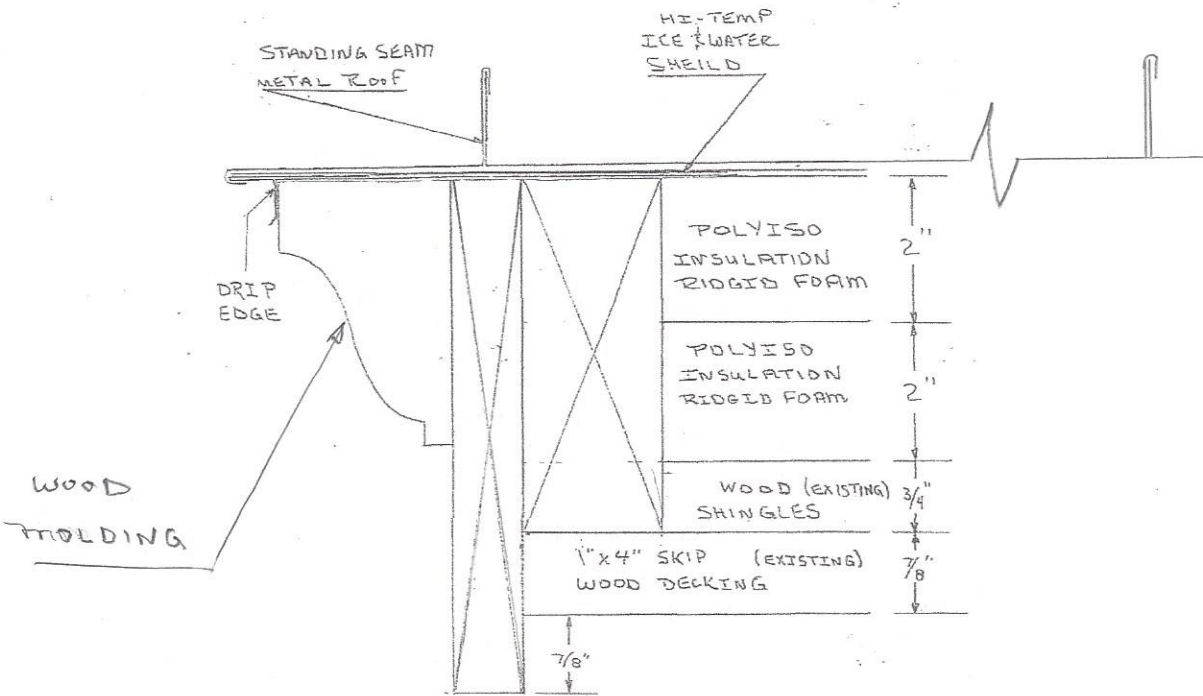 HI-TEMP
ICE & WATER
SHEILD
STANDING SEAM
METAL ROOF
POLYISO
INSULATION
RIDGID FOAM
2"
DRIP
EDGE
POLYISO
INSULATION
RIDGID FOAM
2"
WOOD
MOLDING
WOOD (EXISTING)
SHINGLES
3/4"
1"x4" SKIP (EXISTING)
WOOD DECKING
7/8"
7/8"